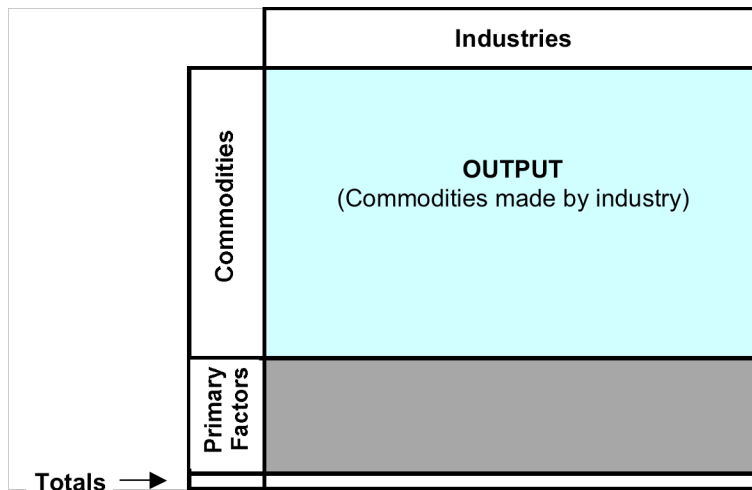 Industries
Commodities
OUTPUT
(Commodities made by industry)
Primary
Factors
Totals